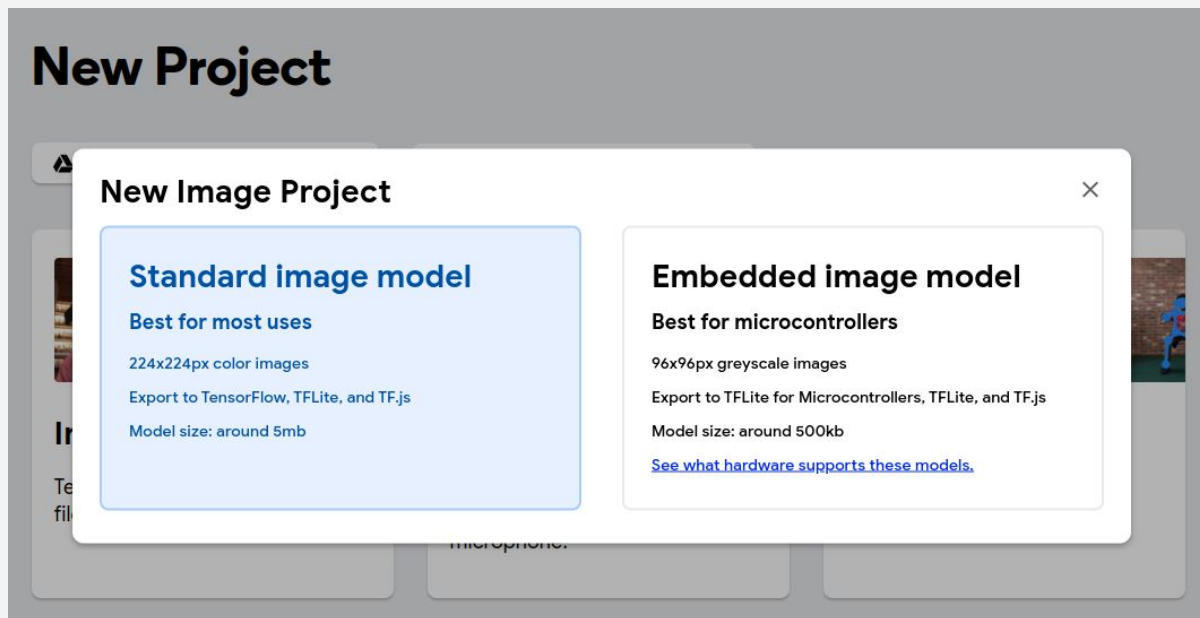 New Project
New Image Project
Standard image model
Best for most uses
224x224px color images
Export to TensorFlow, TFLite, and TF.js
Model size: around 5mb
Embedded image model
Best for microcontrollers
96x96px greyscale images
Export to TFLite for Microcontrollers, TFLite, and TF.js
Model size: around 500kb
See what hardware supports these models.
microphone.